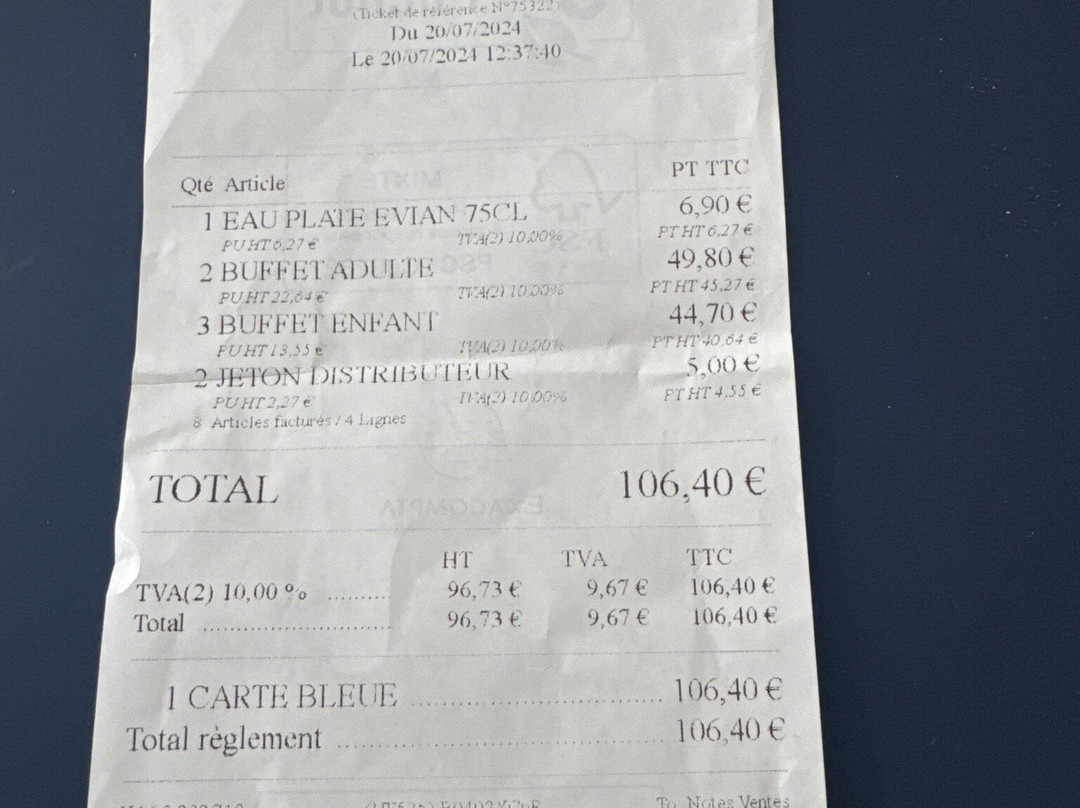 (Ticket de référence N°75322)
Du 20/07/2024
Le 20/07/2024 12:37:40
Qté Article PT TTC
1 EAU PLATE EVIAN 75CL 6,90 €
PU HT 6,27 € TVA(2) 10,00% PT HT 6,27 €
2 BUFFET ADULTE 49,80 €
PU HT 22,64 € TVA(2) 10,00% PT HT 45,27 €
3 BUFFET ENFANT 44,70 €
PU HT 13,55 € TVA(2) 10,00% PT HT 40,64 €
2 JETON DISTRIBUTEUR 5,00 €
PU HT 2,27 € TVA(2) 10,00% PT HT 4,55 €
8 Articles facturés / 4 Lignes
TOTAL 106,40 €
HT TVA TTC
TVA(2) 10,00 % .......... 96,73 € 9,67 € 106,40 €
Total .............................. 96,73 € 9,67 € 106,40 €
1 CARTE BLEUE ................................ 106,40 €
Total règlement ........................................ 106,40 €
Notes Ventes